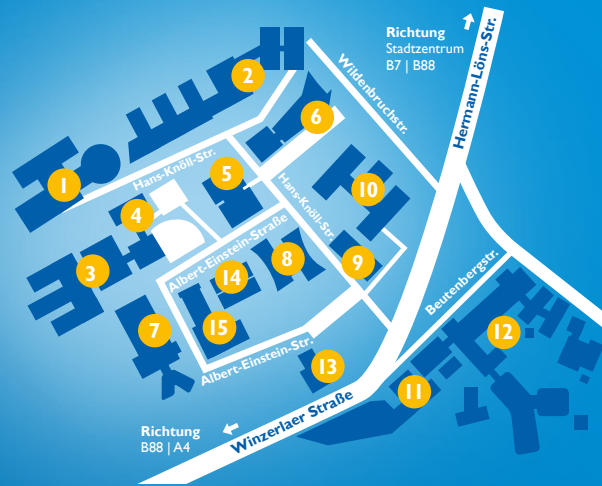 Richtung
Stadtzentrum
B7 | B88
Hermann-Löns-Str.
Wildenbruchstr.
2
6
Hans-Knöll-Str.
1
5
10
4
Hans-Knöll-Str.
Albert-Einstein-Straße
3
14
8
9
Beutenbergstr.
7
15
12
Albert-Einstein-Str.
13
11
Richtung
B88 | A4
Winzerlaer Straße